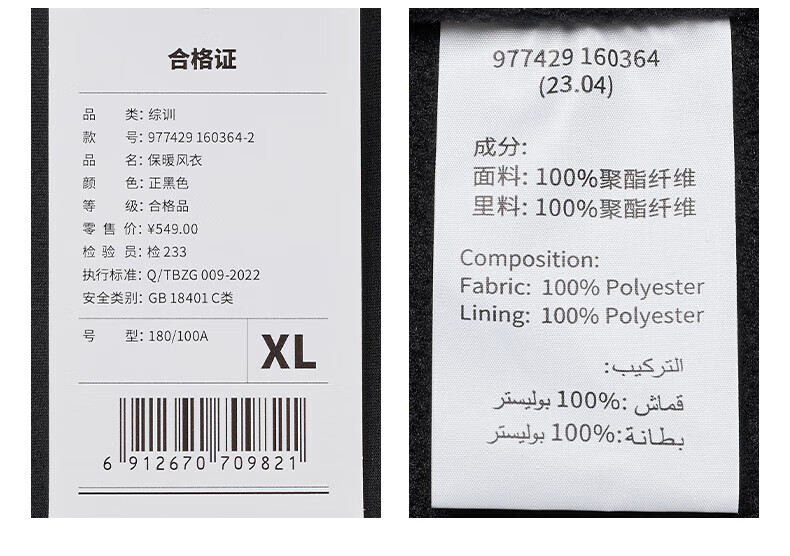 合格证
品 类: 综训
款 号: 977429 160364-2
品 名: 保暖风衣
颜 色: 正黑色
等 级: 合格品
零 售 价: ¥549.00
检 验 员: 检 233
执行标准: Q/TBZG 009-2022
安全类别: GB 18401 C类
号 型: 180/100A
XL
6 912670 709821
977429 160364
(23.04)
成分:
面料: 100%聚酯纤维
里料: 100%聚酯纤维
Composition:
Fabric: 100% Polyester
Lining: 100% Polyester
التركيب:
قماش :%100 بوليستر
بطانة:%100 بوليستر